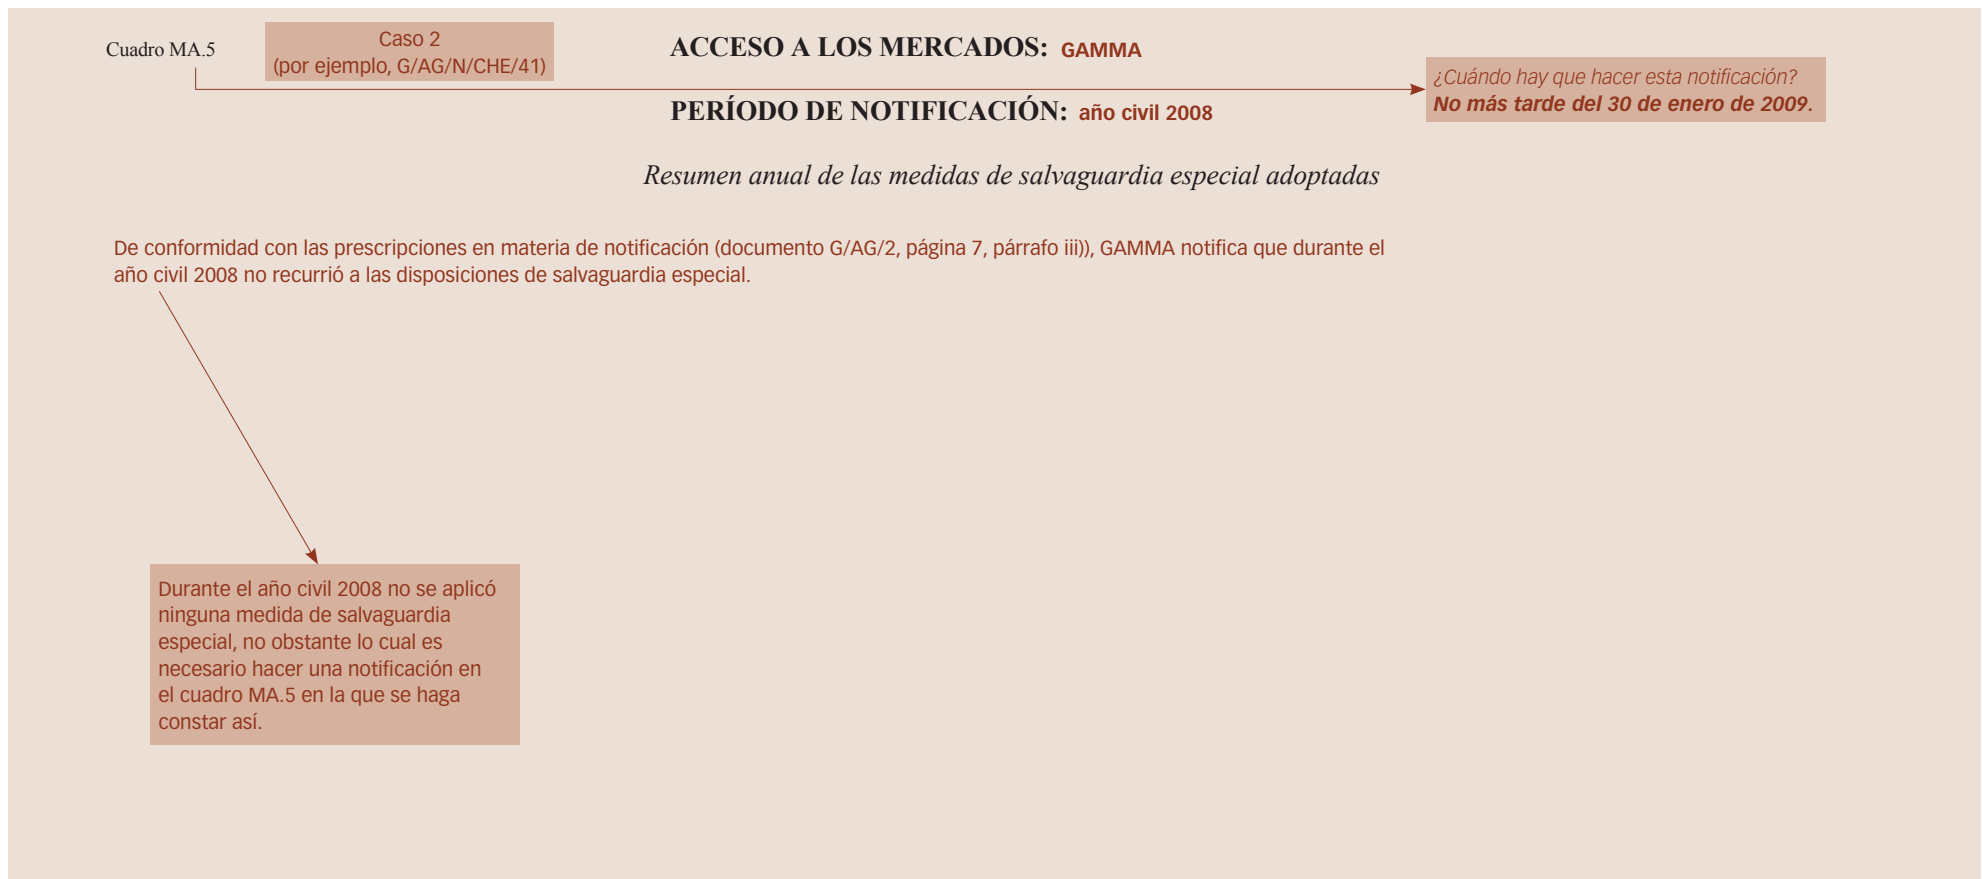 Cuadro MA.5
Caso 2
(por ejemplo, G/AG/N/CHE/41)
ACCESO A LOS MERCADOS: GAMMA
¿Cuándo hay que hacer esta notificación?
No más tarde del 30 de enero de 2009.
PERÍODO DE NOTIFICACIÓN: año civil 2008
Resumen anual de las medidas de salvaguardia especial adoptadas
De conformidad con las prescripciones en materia de notificación (documento G/AG/2, página 7, párrafo iii)), GAMMA notifica que durante el
año civil 2008 no recurrió a las disposiciones de salvaguardia especial.
Durante el año civil 2008 no se aplicó
ninguna medida de salvaguardia
especial, no obstante lo cual es
necesario hacer una notificación en
el cuadro MA.5 en la que se haga
constar así.